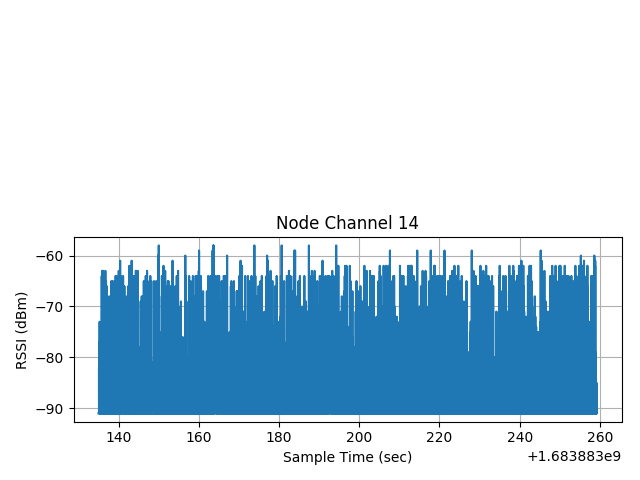 Node Channel 14
−60
−70
−80
−90
RSSI (dBm)
140 160 180 200 220 240 260
Sample Time (sec)
+1.683883e9